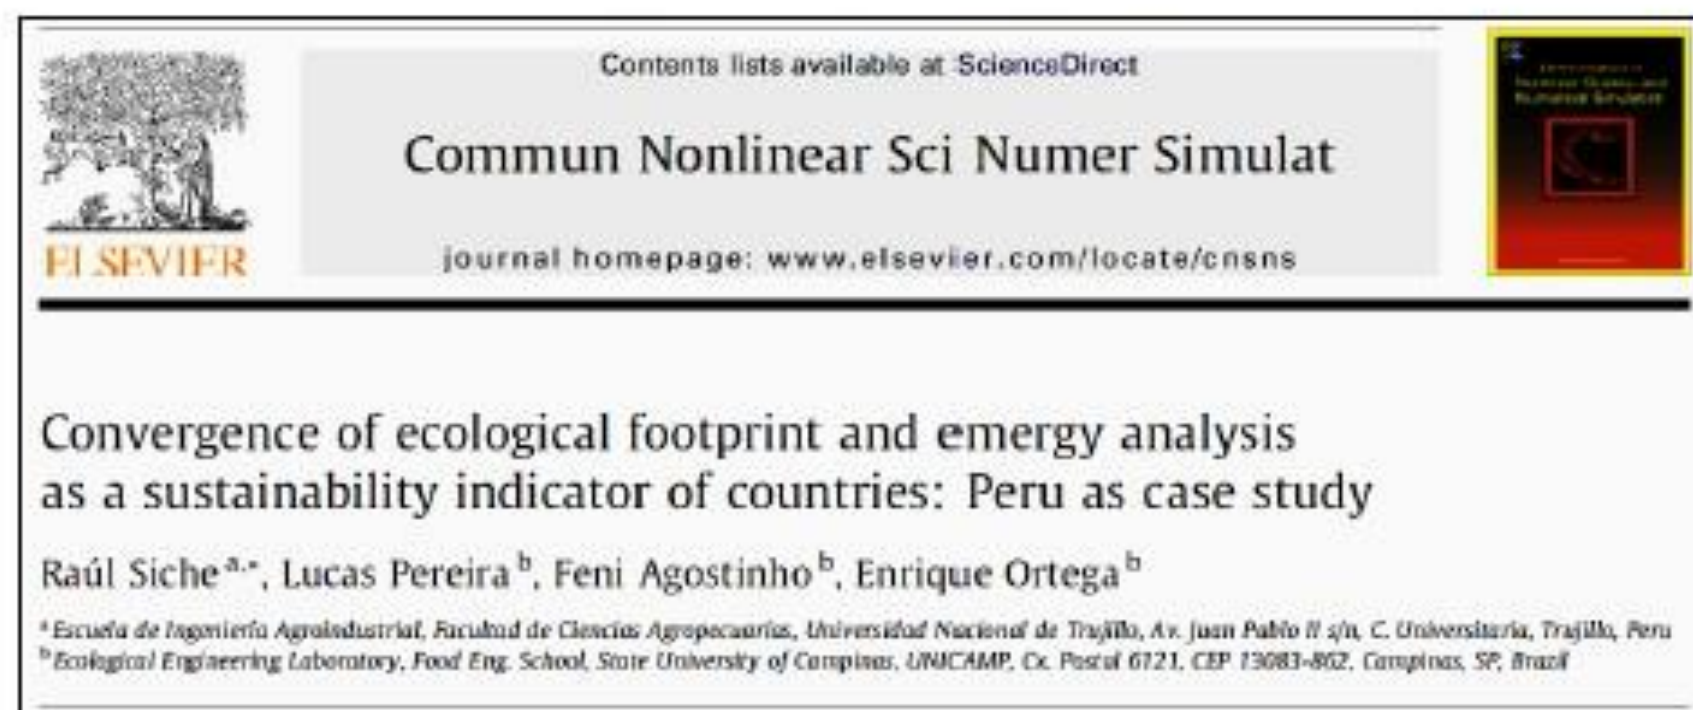 Contents lists available at ScienceDirect
Commun Nonlinear Sci Numer Simulat
journal homepage: www.elsevier.com/locate/cnsns
ELSEVIER
Convergence of ecological footprint and emergy analysis
as a sustainability indicator of countries: Peru as case study
Raúl Siche a,*, Lucas Pereira b, Feni Agostinho b, Enrique Ortega b
a Escuela de Ingeniería Agroindustrial, Facultad de Ciencias Agropecuarias, Universidad Nacional de Trujillo, Av. Juan Pablo II s/n, C. Universitaria, Trujillo, Peru
b Ecological Engineering Laboratory, Food Eng. School, State University of Campinas, UNICAMP, Cx. Postal 6121, CEP 13083-862, Campinas, SP, Brazil